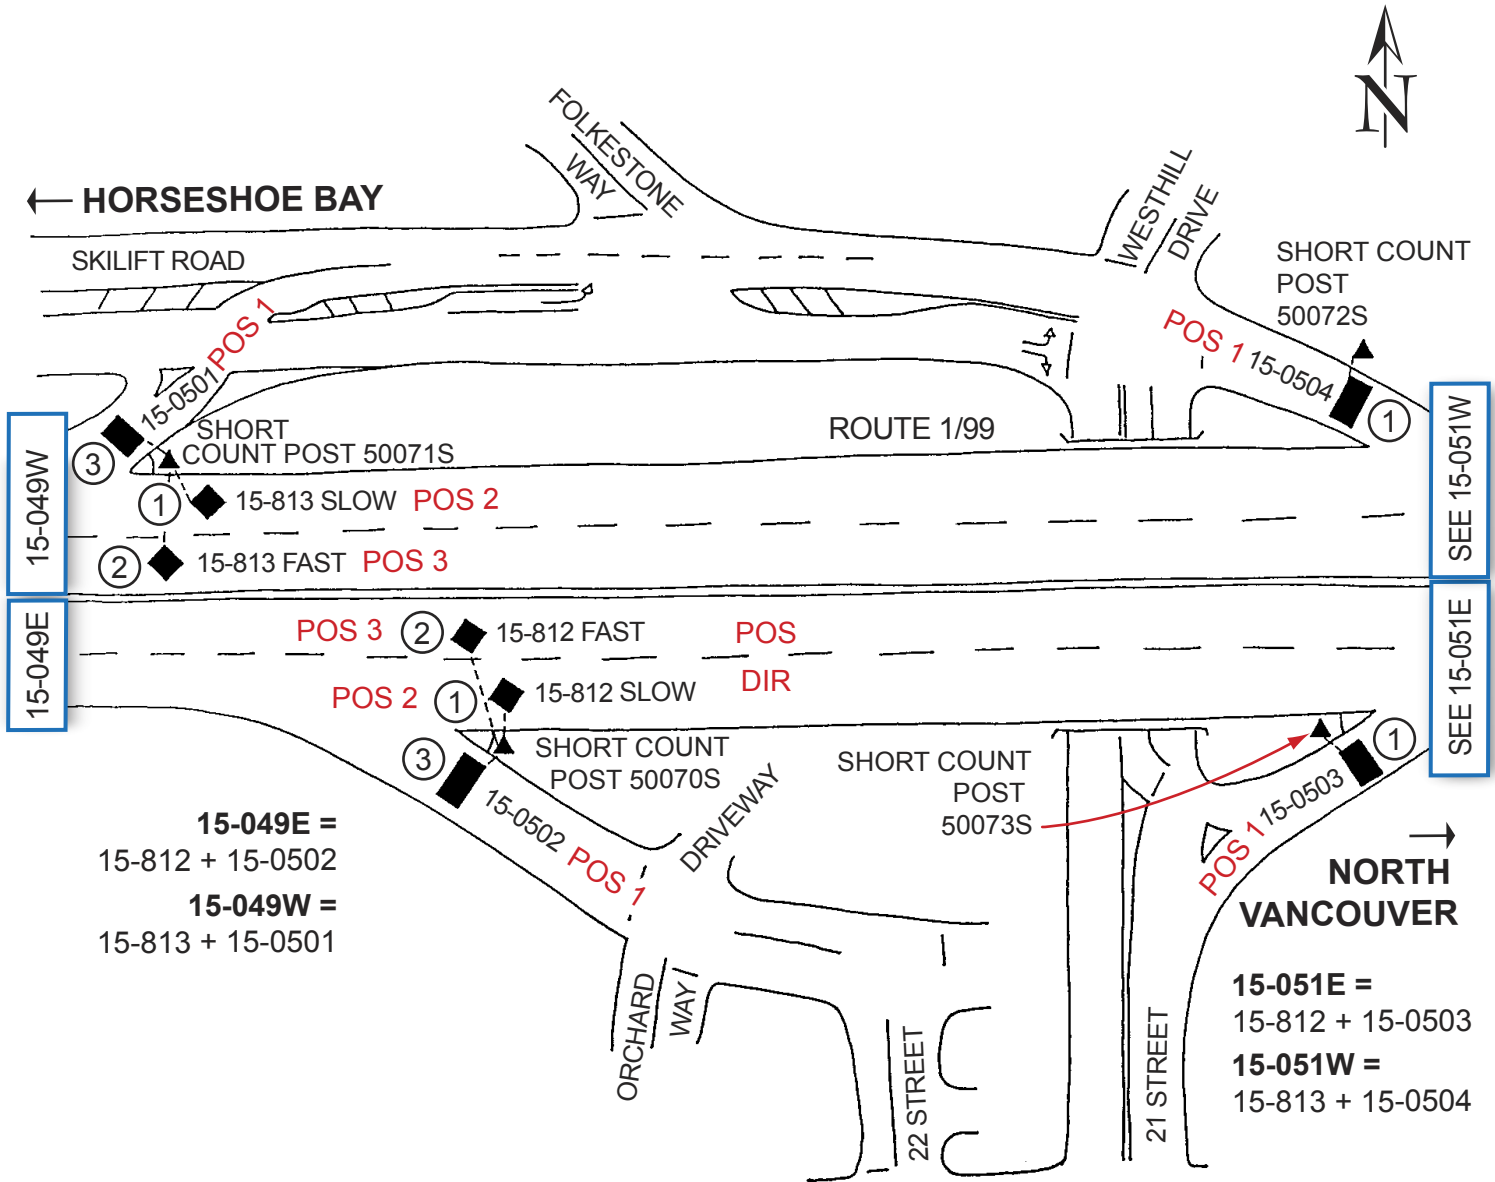 N
FOLKESTONE
WAY
WESTHILL
DRIVE
← HORSESHOE BAY
SKILIFT ROAD
SHORT COUNT
POST
50072S
POS 1
15-0501
POS 1
15-0504
1
3
SHORT
COUNT POST 50071S
ROUTE 1/99
15-049W
SEE 15-051W
1
15-813 SLOW
POS 2
2
15-813 FAST
POS 3
15-049E
SEE 15-051E
POS 3
2
15-812 FAST
POS
POS 2
1
15-812 SLOW
DIR
3
SHORT COUNT
POST 50070S
SHORT COUNT
POST
50073S
1
15-0502
POS 1
DRIVEWAY
15-0503
POS 1
15-049E =
15-812 + 15-0502
15-049W =
15-813 + 15-0501
→
NORTH
VANCOUVER
ORCHARD
WAY
22 STREET
21 STREET
15-051E =
15-812 + 15-0503
15-051W =
15-813 + 15-0504